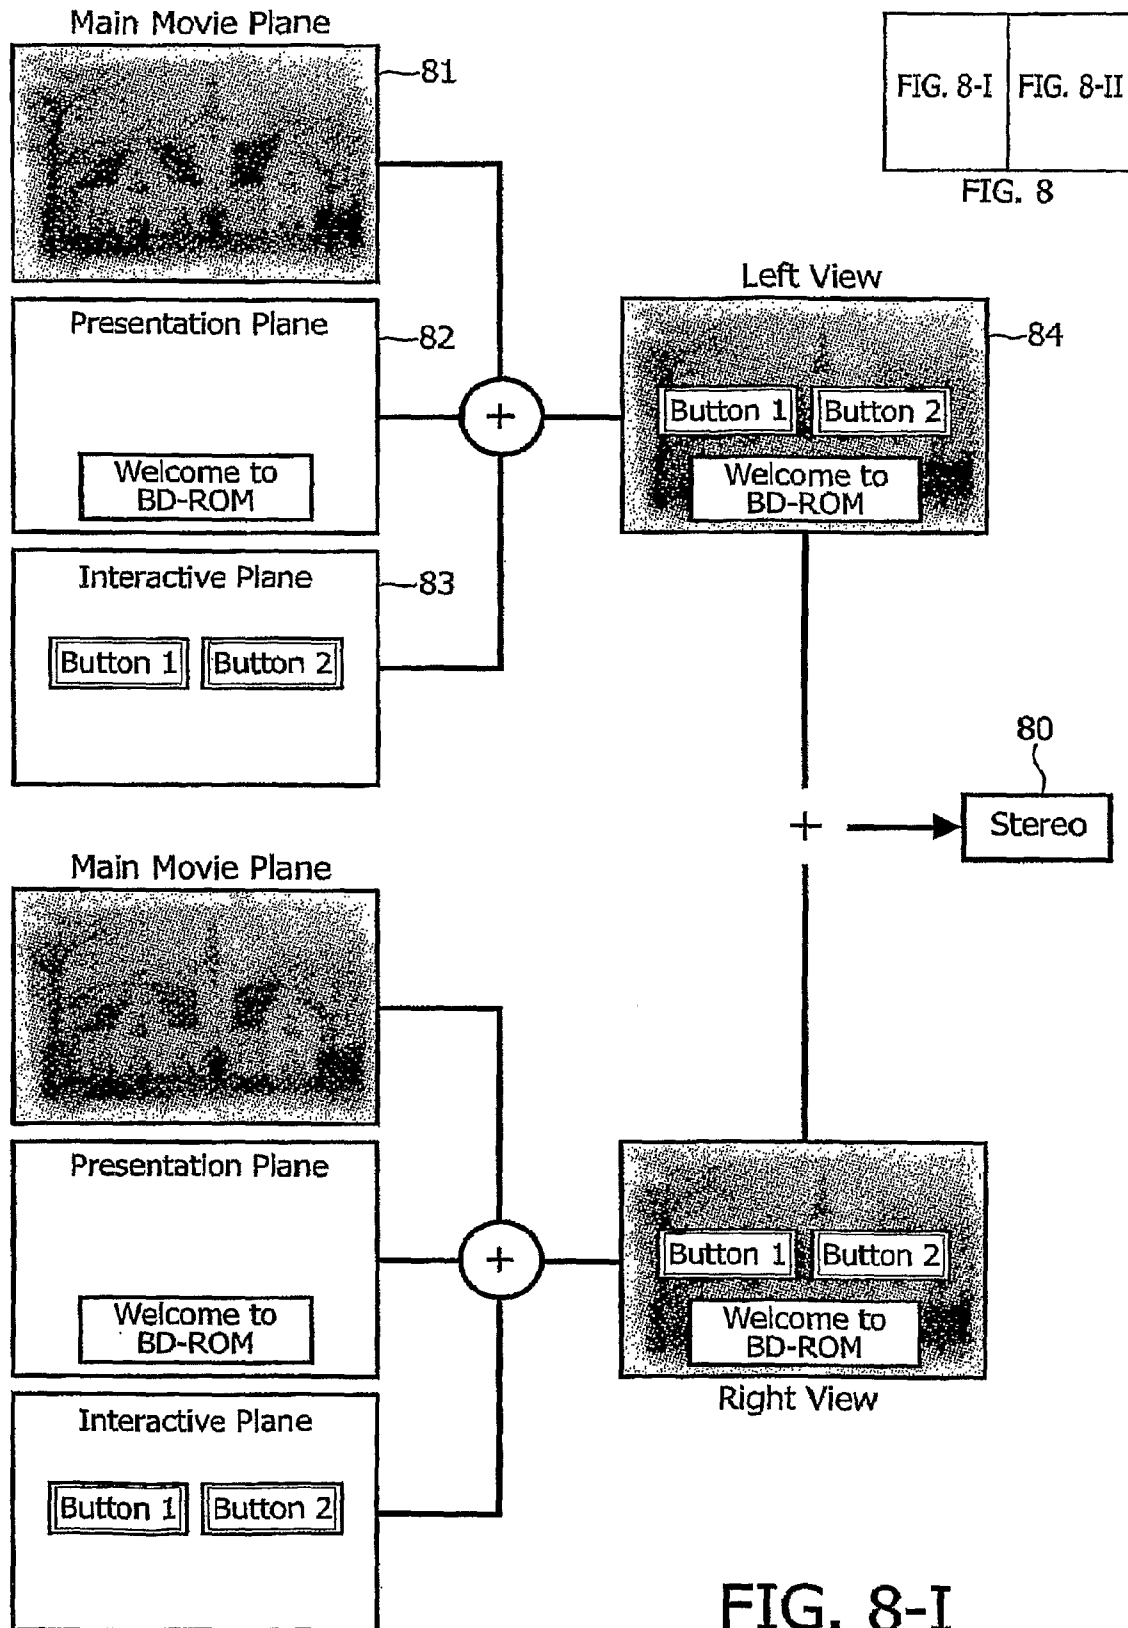 Main Movie Plane
81
FIG. 8-I
FIG. 8-II
FIG. 8
Presentation Plane
82
Welcome to
BD-ROM
Interactive Plane
83
Button 1
Button 2
+
Left View
84
Button 1
Button 2
Welcome to
BD-ROM
+
80
Stereo
Main Movie Plane
Presentation Plane
Welcome to
BD-ROM
Interactive Plane
Button 1
Button 2
+
Button 1
Button 2
Welcome to
BD-ROM
Right View
FIG. 8-I